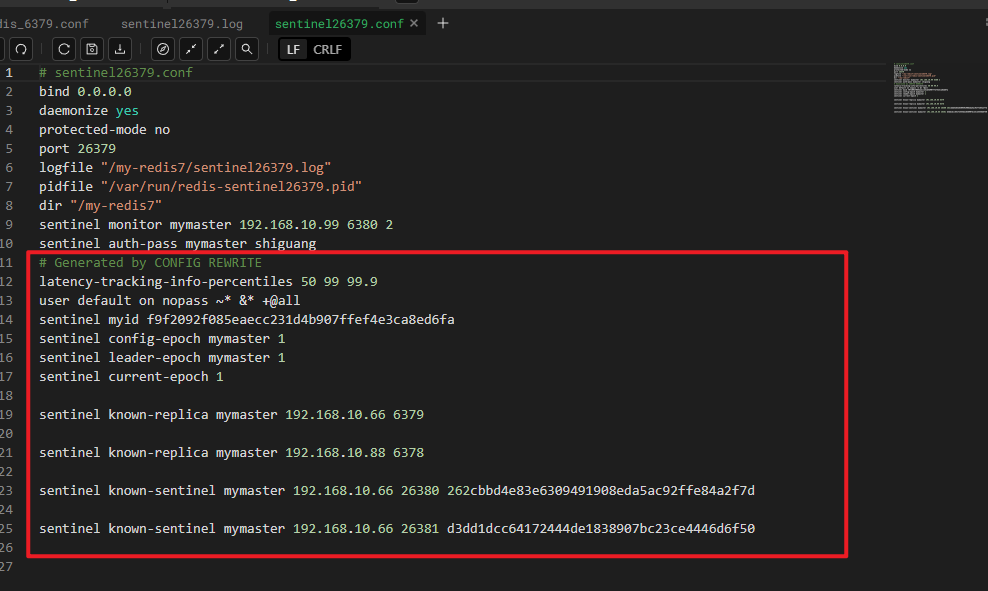 dis_6379.conf sentinel26379.log sentinel26379.conf
LF CRLF
1 # sentinel26379.conf
2 bind 0.0.0.0
3 daemonize yes
4 protected-mode no
5 port 26379
6 logfile "/my-redis7/sentinel26379.log"
7 pidfile "/var/run/redis-sentinel26379.pid"
8 dir "/my-redis7"
9 sentinel monitor mymaster 192.168.10.99 6380 2
10 sentinel auth-pass mymaster shiguang
11 # Generated by CONFIG REWRITE
12 latency-tracking-info-percentiles 50 99 99.9
13 user default on nopass ~* &* +@all
14 sentinel myid f9f2092f085eaecc231d4b907ffef4e3ca8ed6fa
15 sentinel config-epoch mymaster 1
16 sentinel leader-epoch mymaster 1
17 sentinel current-epoch 1
18
19 sentinel known-replica mymaster 192.168.10.66 6379
20
21 sentinel known-replica mymaster 192.168.10.88 6378
22
23 sentinel known-sentinel mymaster 192.168.10.66 26380 262cbbd4e83e6309491908eda5ac92ffe84a2f7d
24
25 sentinel known-sentinel mymaster 192.168.10.66 26381 d3dd1dcc64172444de1838907bc23ce4446d6f50
26
27